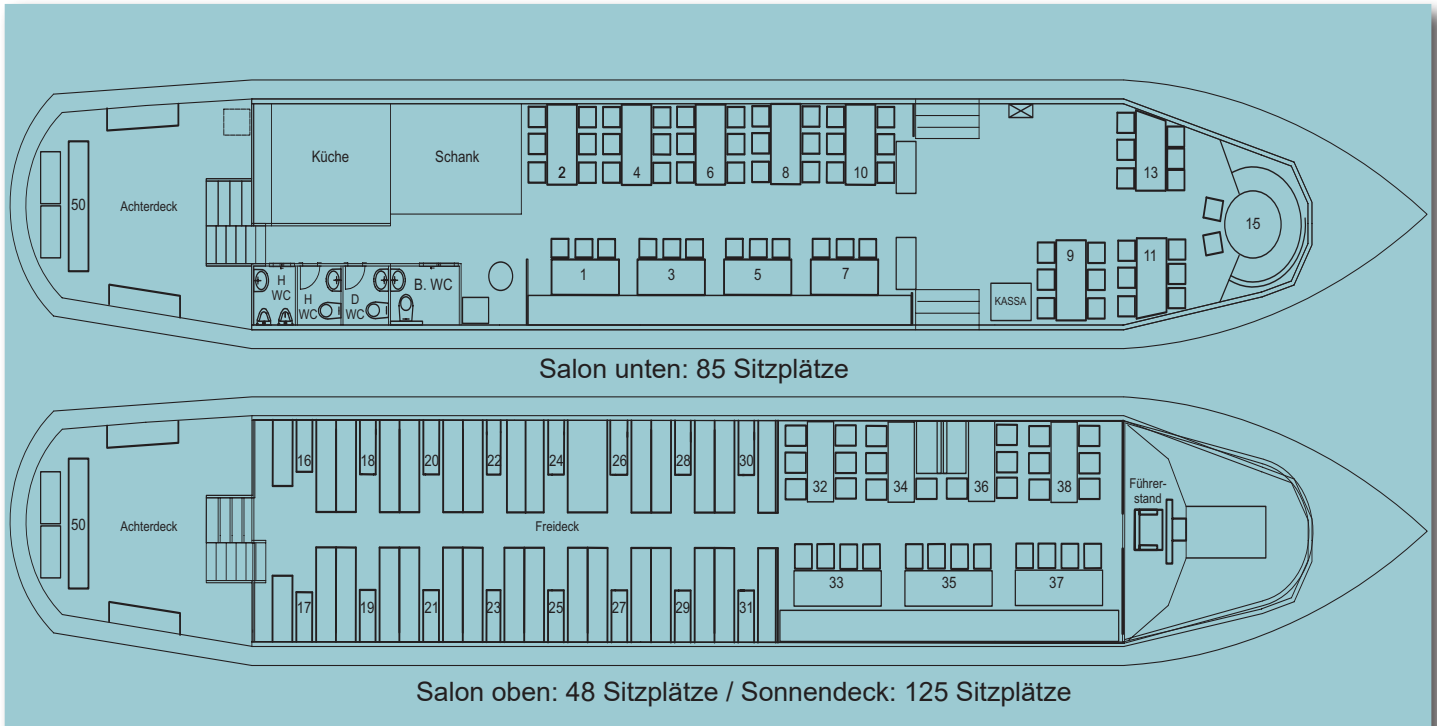 Küche
Schank
2
4
6
8
10
13
50
Achterdeck
15
H
WC
H
WC
D
WC
B. WC
1
3
5
7
9
11
KASSA
Salon unten: 85 Sitzplätze
16
18
20
22
24
26
28
30
32
34
36
38
Führer-
stand
50
Achterdeck
Freideck
17
19
21
23
25
27
29
31
33
35
37
Salon oben: 48 Sitzplätze / Sonnendeck: 125 Sitzplätze